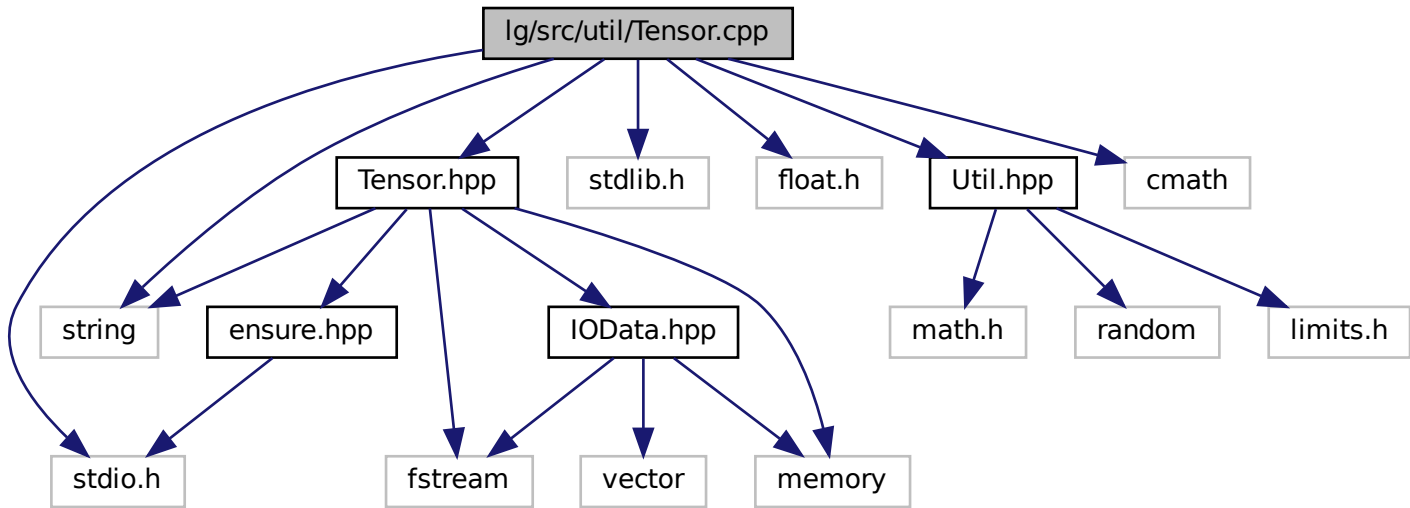 lg/src/util/Tensor.cpp
Tensor.hpp
stdlib.h
float.h
Util.hpp
cmath
string
ensure.hpp
IOData.hpp
math.h
random
limits.h
stdio.h
fstream
vector
memory